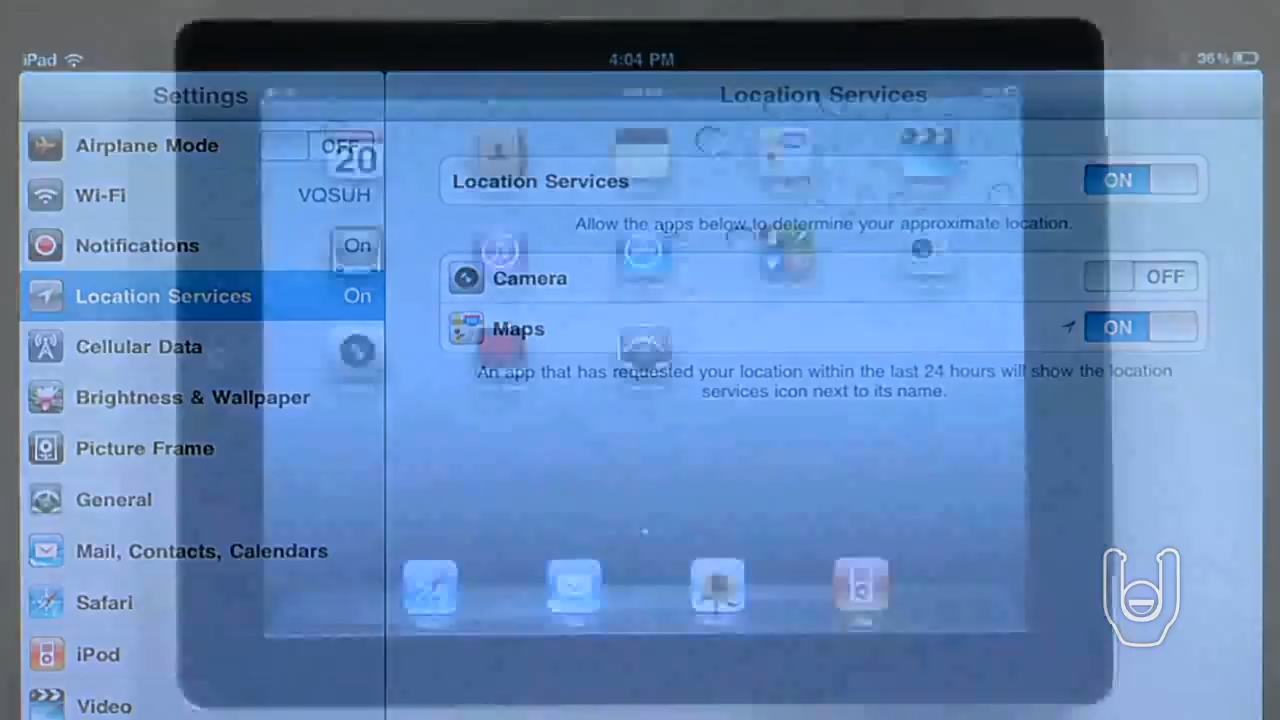 iPad 4:04 PM 36%
Settings
Location Services
Airplane Mode OFF
20
Wi-Fi VQSUH
Notifications On
Location Services On
Cellular Data
Brightness & Wallpaper
Picture Frame
General
Mail, Contacts, Calendars
Safari
iPod
Video
Location Services ON
Allow the apps below to determine your approximate location.
Camera OFF
Maps ON
An app that has requested your location within the last 24 hours will show the location
services icon next to its name.